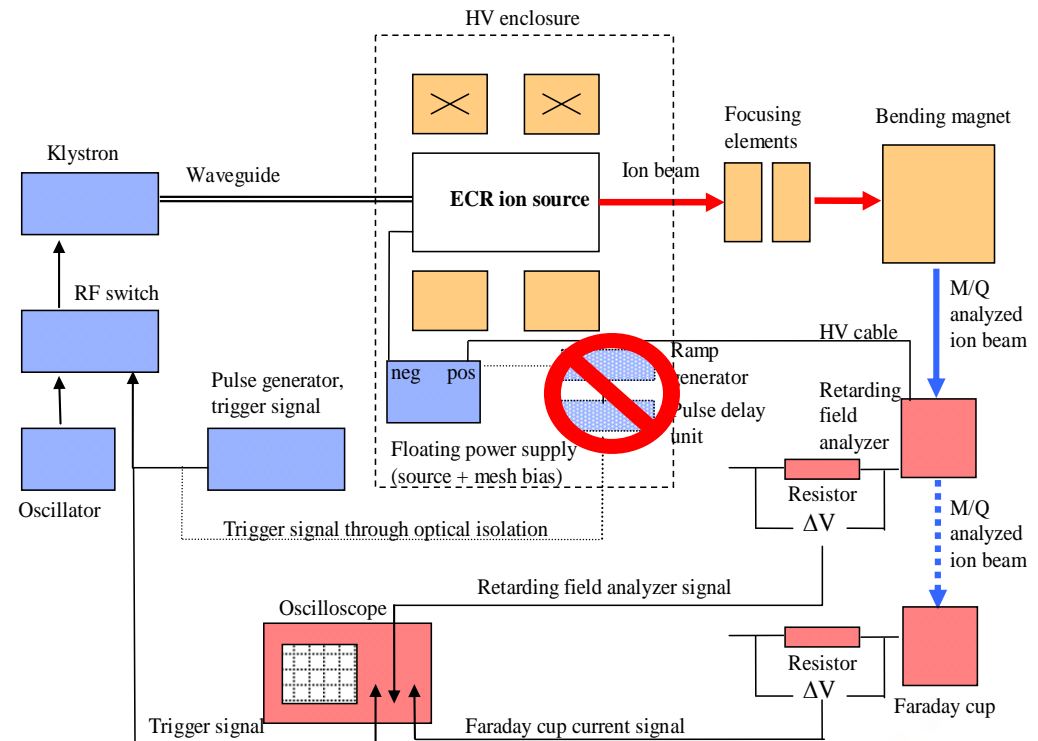 HV enclosure
Focusing
elements
Bending magnet
Klystron
Waveguide
ECR ion source
Ion beam
RF switch
M/Q
analyzed
ion beam
HV cable
neg pos
Ramp
generator
Pulse delay
unit
Pulse generator,
trigger signal
Retarding
field
analyzer
Floating power supply
(source + mesh bias)
Oscillator
Resistor
ΔV
M/Q
analyzed
ion beam
Trigger signal through optical isolation
Retarding field analyzer signal
Oscilloscope
Resistor
ΔV
Faraday cup
Trigger signal
Faraday cup current signal